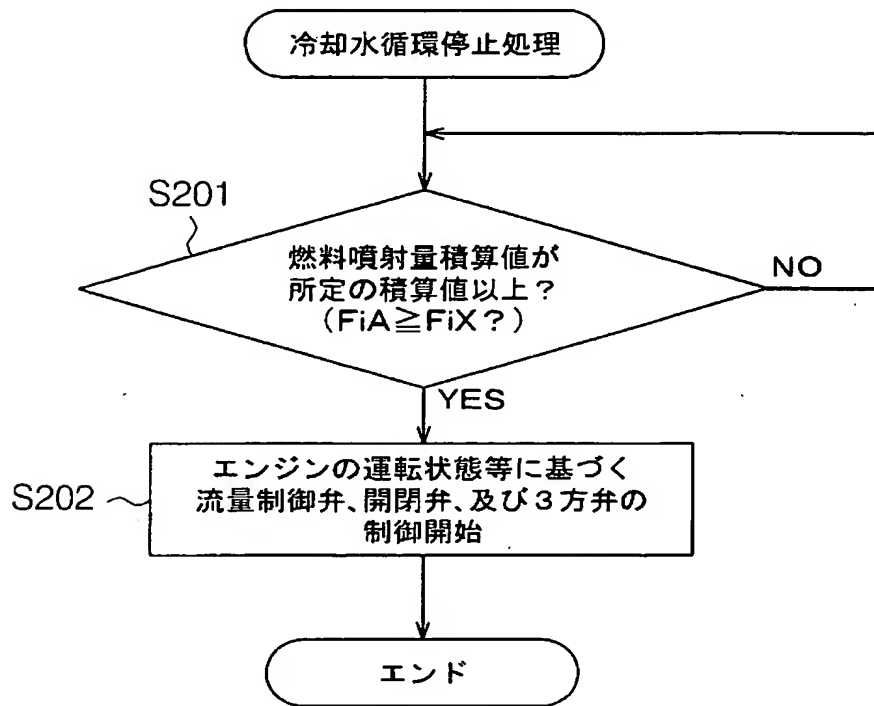 冷却水循環停止処理
S201
燃料噴射量積算値が
所定の積算値以上？
（FiA≧FiX？）
NO
YES
S202
エンジンの運転状態等に基づく
流量制御弁、開閉弁、及び３方弁の
制御開始
エンド